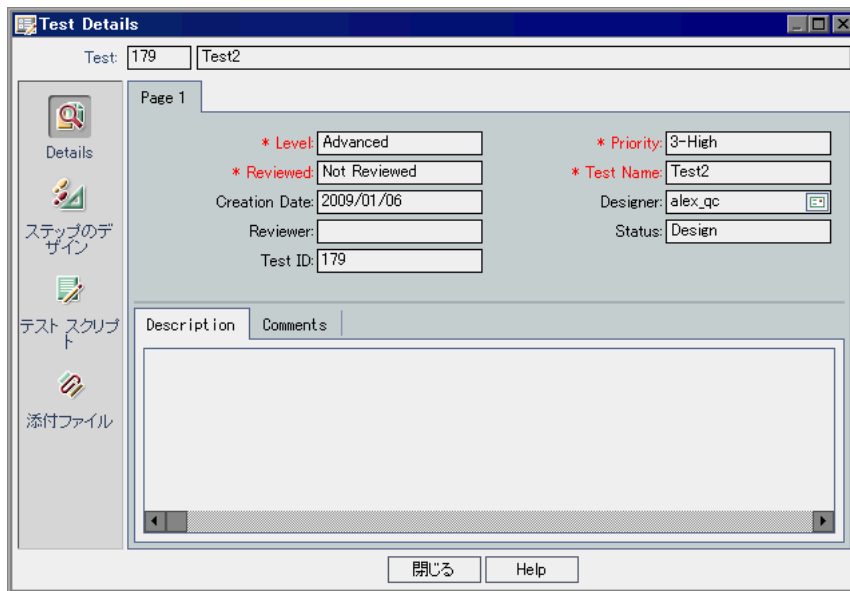 Test Details
Test: 179 Test2
Page 1
* Level: Advanced
* Priority: 3-High
* Reviewed: Not Reviewed
* Test Name: Test2
Creation Date: 2009/01/06
Designer: alex_qc
Reviewer:
Status: Design
Test ID: 179
Details
ステップのデ
ザイン
テスト スクリプ
ト
添付ファイル
Description Comments
閉じる Help